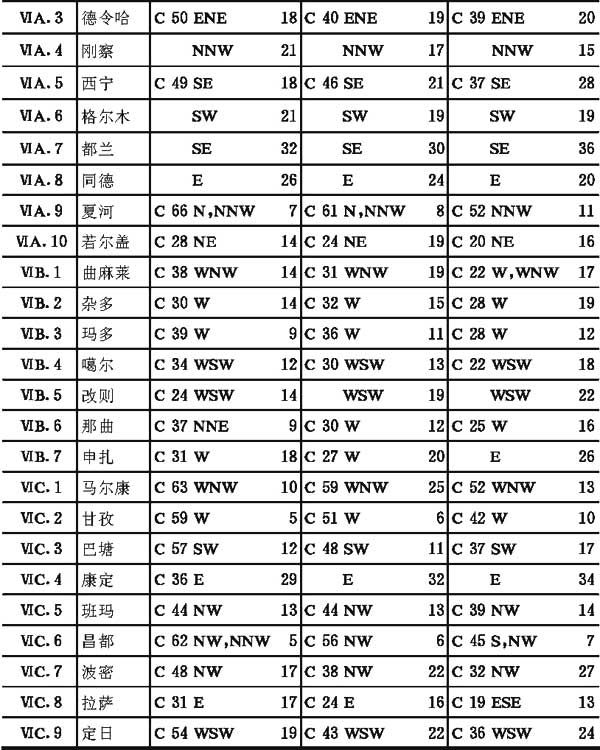 ⅥA.3 德令哈 C 50 ENE 18 C 40 ENE 19 C 39 ENE 20
ⅥA.4 刚察 NNW 21 NNW 17 NNW 15
ⅥA.5 西宁 C 49 SE 18 C 46 SE 21 C 37 SE 28
ⅥA.6 格尔木 SW 21 SW 19 SW 19
ⅥA.7 都兰 SE 32 SE 30 SE 36
ⅥA.8 同德 E 26 E 24 E 20
ⅥA.9 夏河 C 66 N,NNW 7 C 61 N,NNW 8 C 52 NNW 11
ⅥA.10 若尔盖 C 28 NE 14 C 24 NE 19 C 20 NE 16
ⅥB.1 曲麻莱 C 38 WNW 14 C 31 WNW 19 C 22 W,WNW 17
ⅥB.2 杂多 C 30 W 14 C 32 W 15 C 28 W 19
ⅥB.3 玛多 C 39 W 9 C 36 W 11 C 28 W 12
ⅥB.4 噶尔 C 34 WSW 12 C 30 WSW 13 C 22 WSW 18
ⅥB.5 改则 C 24 WSW 14 WSW 19 WSW 22
ⅥB.6 那曲 C 37 NNE 9 C 30 W 12 C 25 W 16
ⅥB.7 申扎 C 31 W 18 C 27 W 20 E 26
ⅥC.1 马尔康 C 63 WNW 10 C 59 WNW 25 C 52 WNW 13
ⅥC.2 甘孜 C 59 W 5 C 51 W 6 C 42 W 10
ⅥC.3 巴塘 C 57 SW 12 C 48 SW 11 C 37 SW 17
ⅥC.4 康定 C 36 E 29 E 32 E 34
ⅥC.5 班玛 C 44 NW 13 C 44 NW 13 C 39 NW 14
ⅥC.6 昌都 C 62 NW,NNW 5 C 56 NW 6 C 45 S,NW 7
ⅥC.7 波密 C 48 NW 17 C 38 NW 22 C 32 NW 27
ⅥC.8 拉萨 C 31 E 17 C 24 E 16 C 19 ESE 13
ⅥC.9 定日 C 54 WSW 19 C 43 WSW 22 C 36 WSW 24